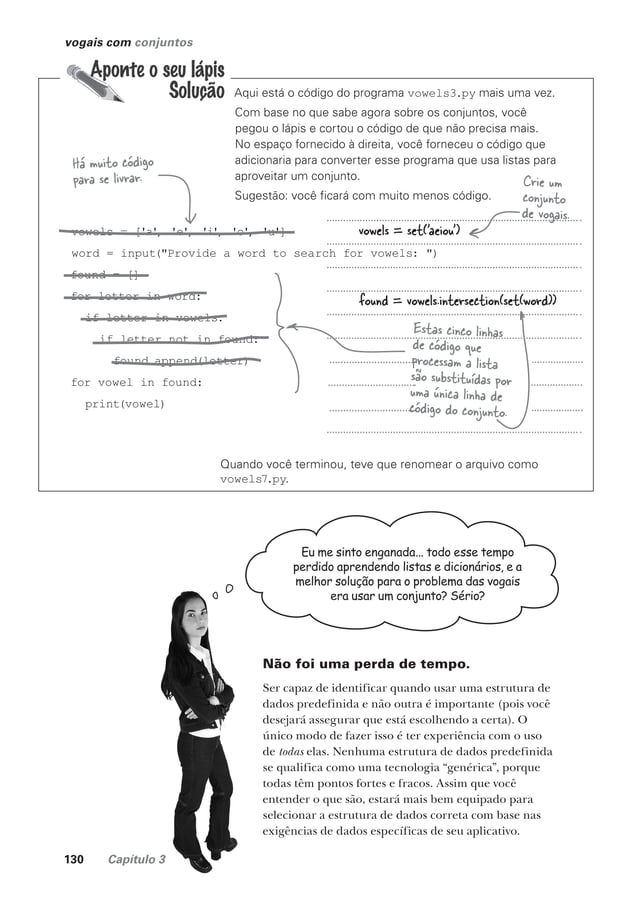 vogais com conjuntos
Aponte o seu lápis
Solução
Aqui está o código do programa vowels3.py mais uma vez.
Com base no que sabe agora sobre os conjuntos, você
pegou o lápis e cortou o código de que não precisa mais.
No espaço fornecido à direita, você forneceu o código que
adicionaria para converter esse programa que usa listas para
aproveitar um conjunto.
Sugestão: você ficará com muito menos código.
Há muito código
para se livrar.
Crie um
conjunto
de vogais.
vowels = ['a', 'e', 'i', 'o', 'u']
vowels = set('aeiou')
word = input("Provide a word to search for vowels: ")
found = []
for letter in word:
found = vowels.intersection(set(word))
if letter in vowels:
if letter not in found:
found.append(letter)
for vowel in found:
print(vowel)
Estas cinco linhas
de código que
processam a lista
são substituídas por
uma única linha de
código do conjunto.
Quando você terminou, teve que renomear o arquivo como
vowels7.py.
Eu me sinto enganada... todo esse tempo
perdido aprendendo listas e dicionários, e a
melhor solução para o problema das vogais
era usar um conjunto? Sério?
Não foi uma perda de tempo.
Ser capaz de identificar quando usar uma estrutura de
dados predefinida e não outra é importante (pois você
desejará assegurar que está escolhendo a certa). O
único modo de fazer isso é ter experiência com o uso
de todas elas. Nenhuma estrutura de dados predefinida
se qualifica como uma tecnologia “genérica”, porque
todas têm pontos fortes e fracos. Assim que você
entender o que são, estará mais bem equipado para
selecionar a estrutura de dados correta com base nas
exigências de dados específicas de seu aplicativo.
130 Capítulo 3